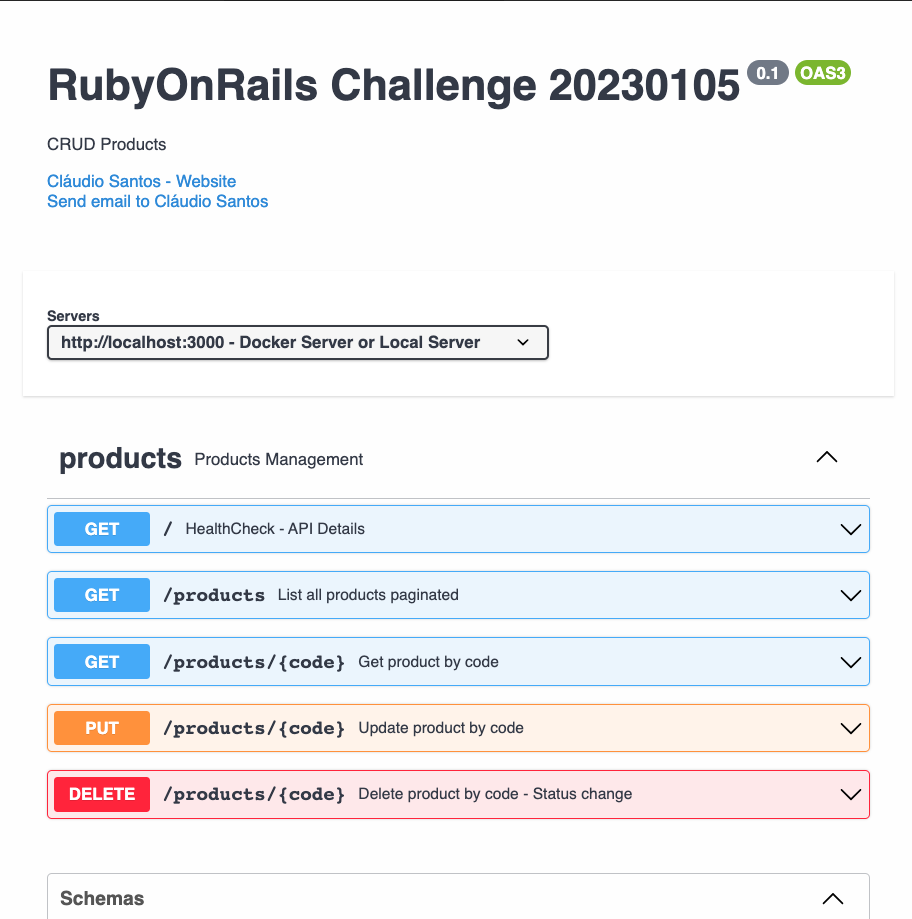 RubyOnRails Challenge 20230105 0.1 OAS3
CRUD Products
Cláudio Santos - Website
Send email to Cláudio Santos
Servers
http://localhost:3000 - Docker Server or Local Server
products Products Management
GET / HealthCheck - API Details
GET /products List all products paginated
GET /products/{code} Get product by code
PUT /products/{code} Update product by code
DELETE /products/{code} Delete product by code - Status change
Schemas